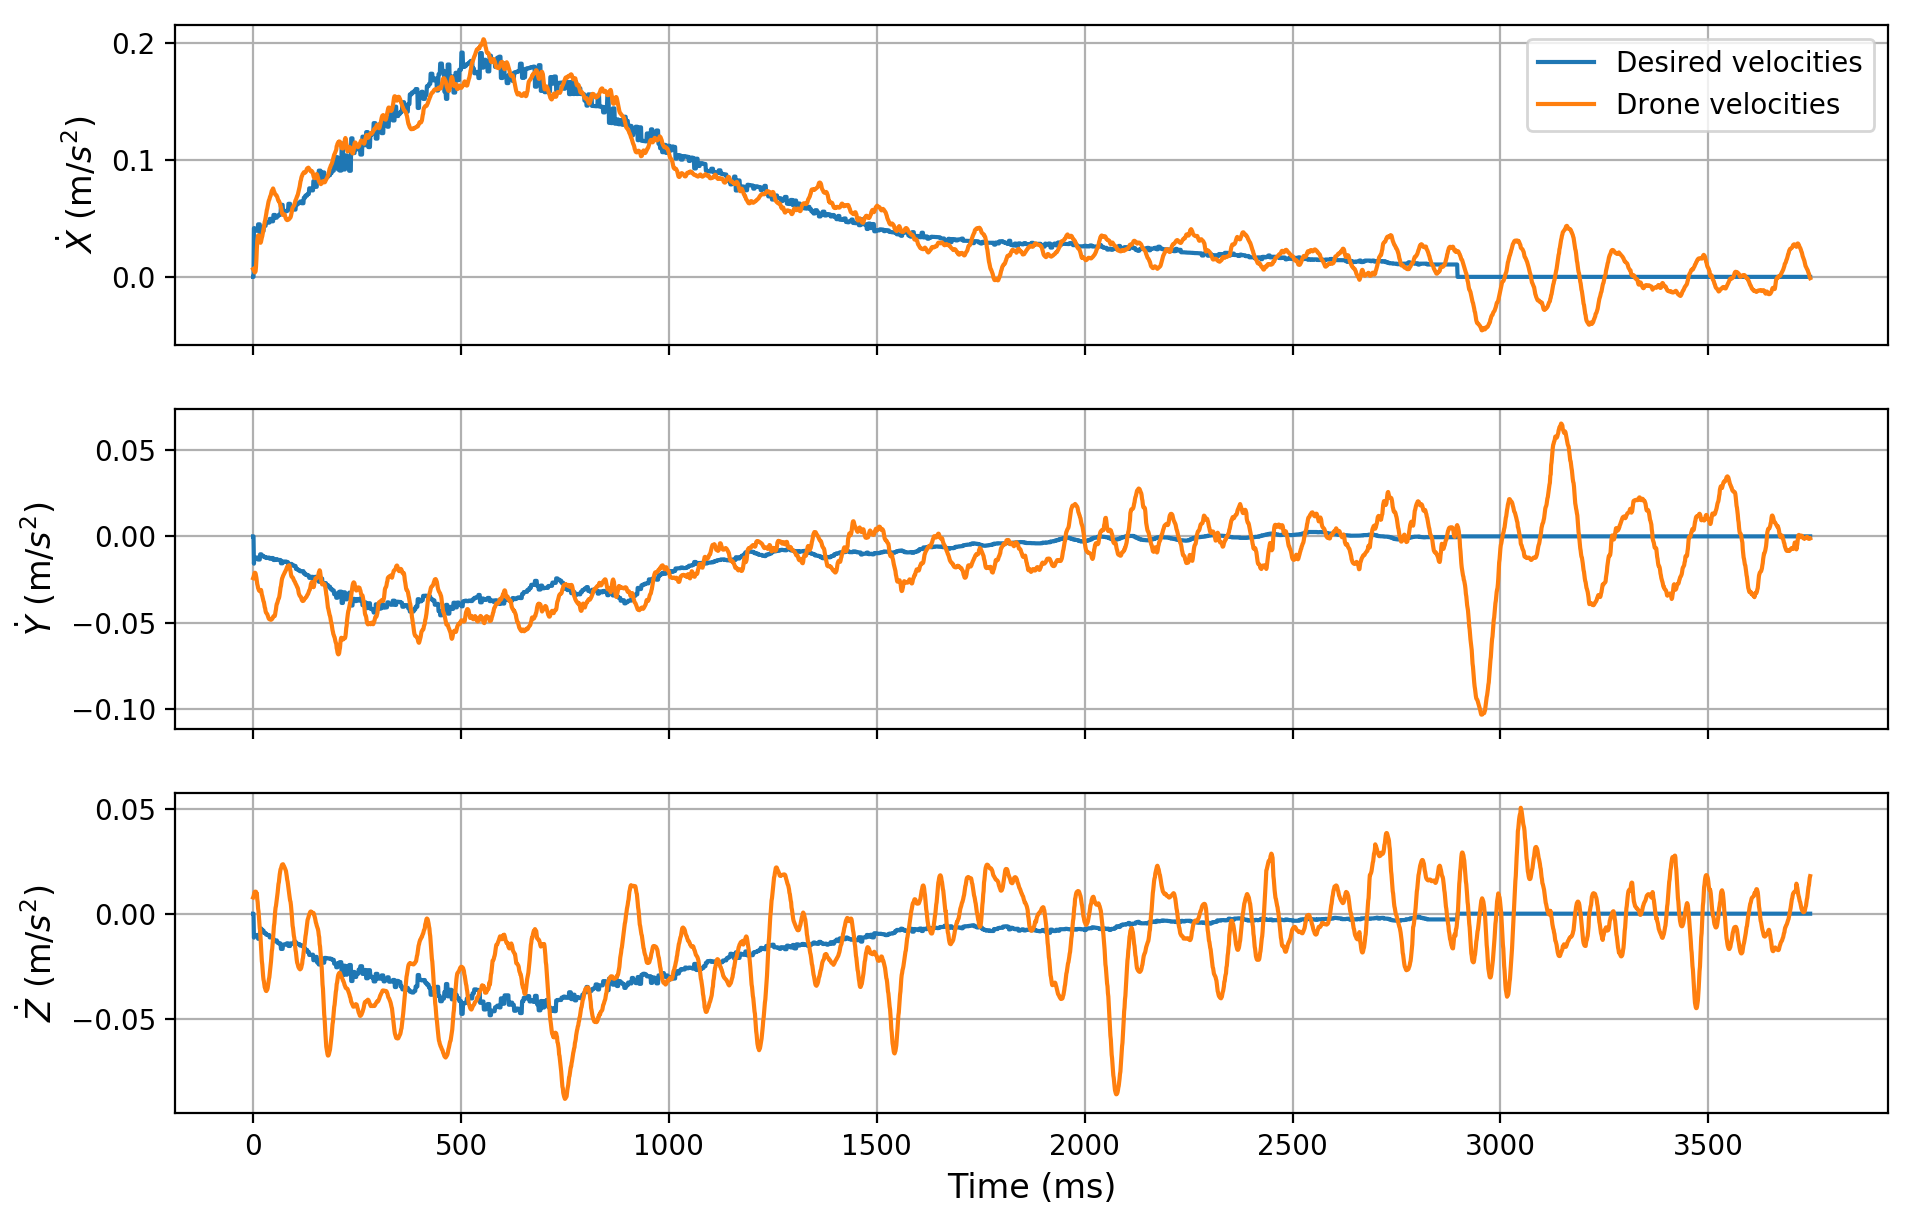 Desired velocities
Drone velocities
Ẋ (m/s²)
0.2
0.1
0.0
Ẏ (m/s²)
0.05
0.00
−0.05
−0.10
Ż (m/s²)
0.05
0.00
−0.05
0 500 1000 1500 2000 2500 3000 3500
Time (ms)